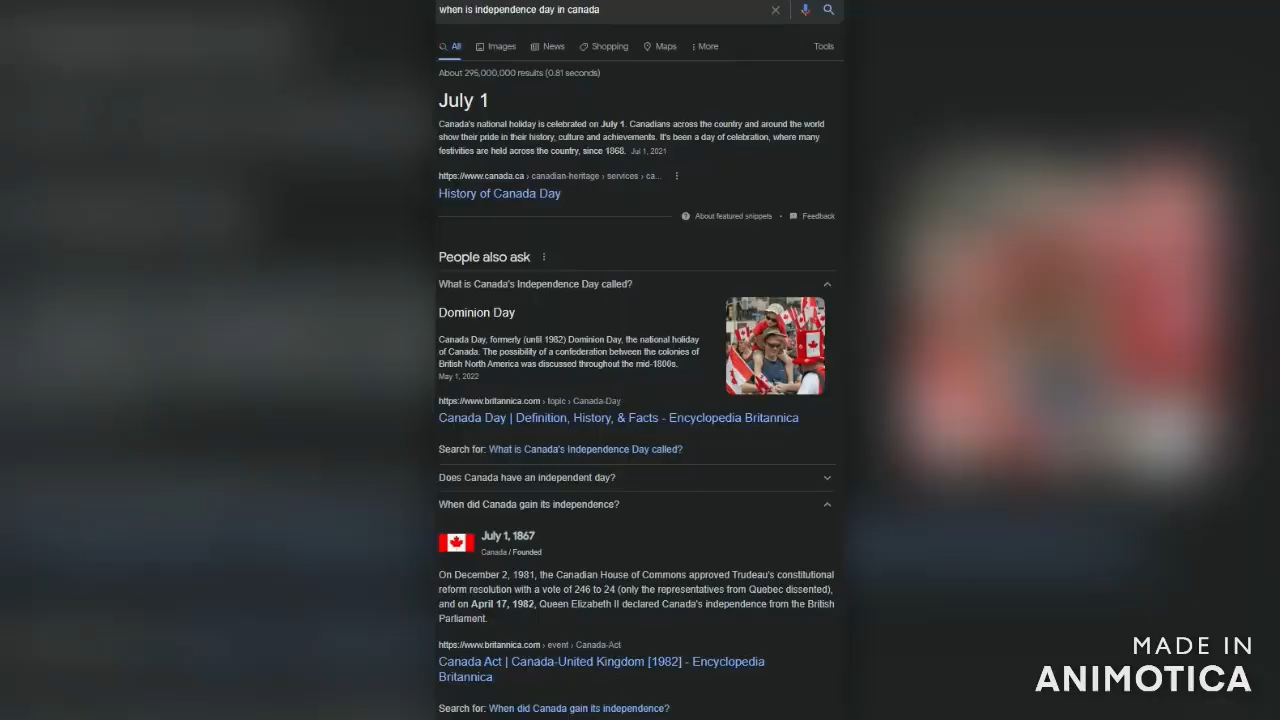 when is independence day in canada
All Images News Shopping Maps More Tools
About 295,000,000 results (0.81 seconds)
July 1
Canada's national holiday is celebrated on July 1. Canadians across the country and around the world
show their pride in their history, culture and achievements. It's been a day of celebration, where many
festivities are held across the country, since 1868. Jul 1, 2021
https://www.canada.ca › canadian-heritage › services › ca...
History of Canada Day
About featured snippets • Feedback
People also ask
What is Canada's Independence Day called?
Dominion Day
Canada Day, formerly (until 1982) Dominion Day, the national holiday
of Canada. The possibility of a confederation between the colonies of
British North America was discussed throughout the mid-1800s.
May 1, 2022
https://www.britannica.com › topic › Canada-Day
Canada Day | Definition, History, & Facts - Encyclopedia Britannica
Search for: What is Canada's Independence Day called?
Does Canada have an independent day?
When did Canada gain its independence?
July 1, 1867
Canada / Founded
On December 2, 1981, the Canadian House of Commons approved Trudeau's constitutional
reform resolution with a vote of 246 to 24 (only the representatives from Quebec dissented),
and on April 17, 1982, Queen Elizabeth II declared Canada's independence from the British
Parliament.
https://www.britannica.com › event › Canada-Act
Canada Act | Canada-United Kingdom [1982] - Encyclopedia
Britannica
Search for: When did Canada gain its independence?
MADE IN
ANIMOTICA